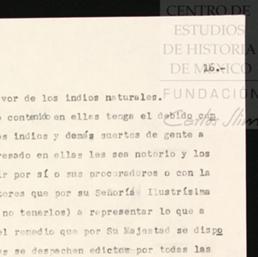 CENTRO DE
ESTUDIOS
DE HISTORIA
DE MÉXICO
16.-
FUNDACIÓN
Carlos Slim
vor de los indios naturales.
contenido en ellas tenga el debido cum
s indios y demás suertes de gente a
resado en ellas les sea notorio y los
ir por sí o sus procuradores o con la
tores que por su Señoría Ilustrísima
no tenerlos) a representar lo que a
el remedio que por Su Majestad se dispo
s se despachen edictos por todas las